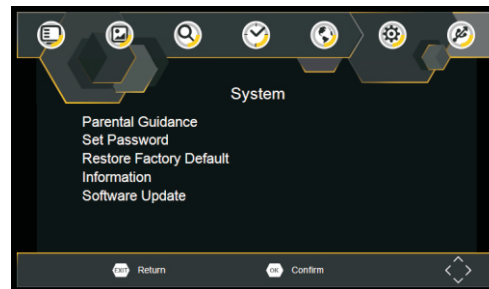 System
Parental Guidance
Set Password
Restore Factory Default
Information
Software Update
EXIT Return OK Confirm